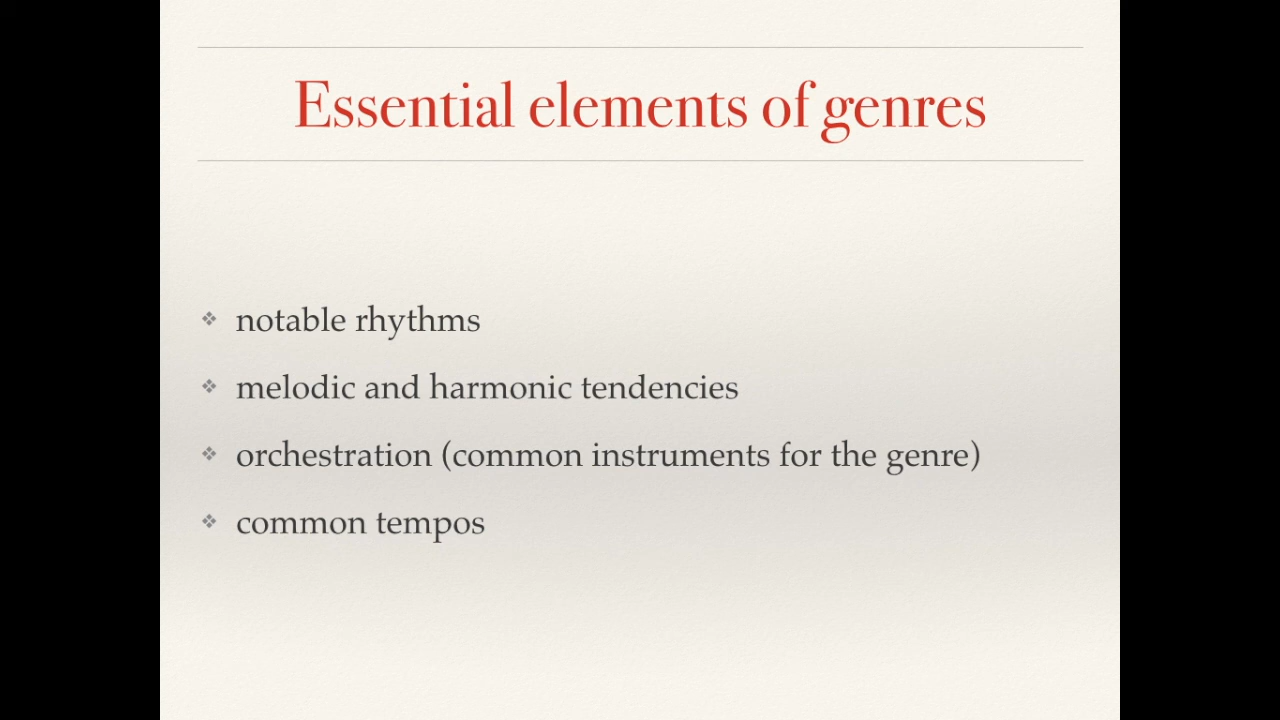 Essential elements of genres
❖ notable rhythms
❖ melodic and harmonic tendencies
❖ orchestration (common instruments for the genre)
❖ common tempos